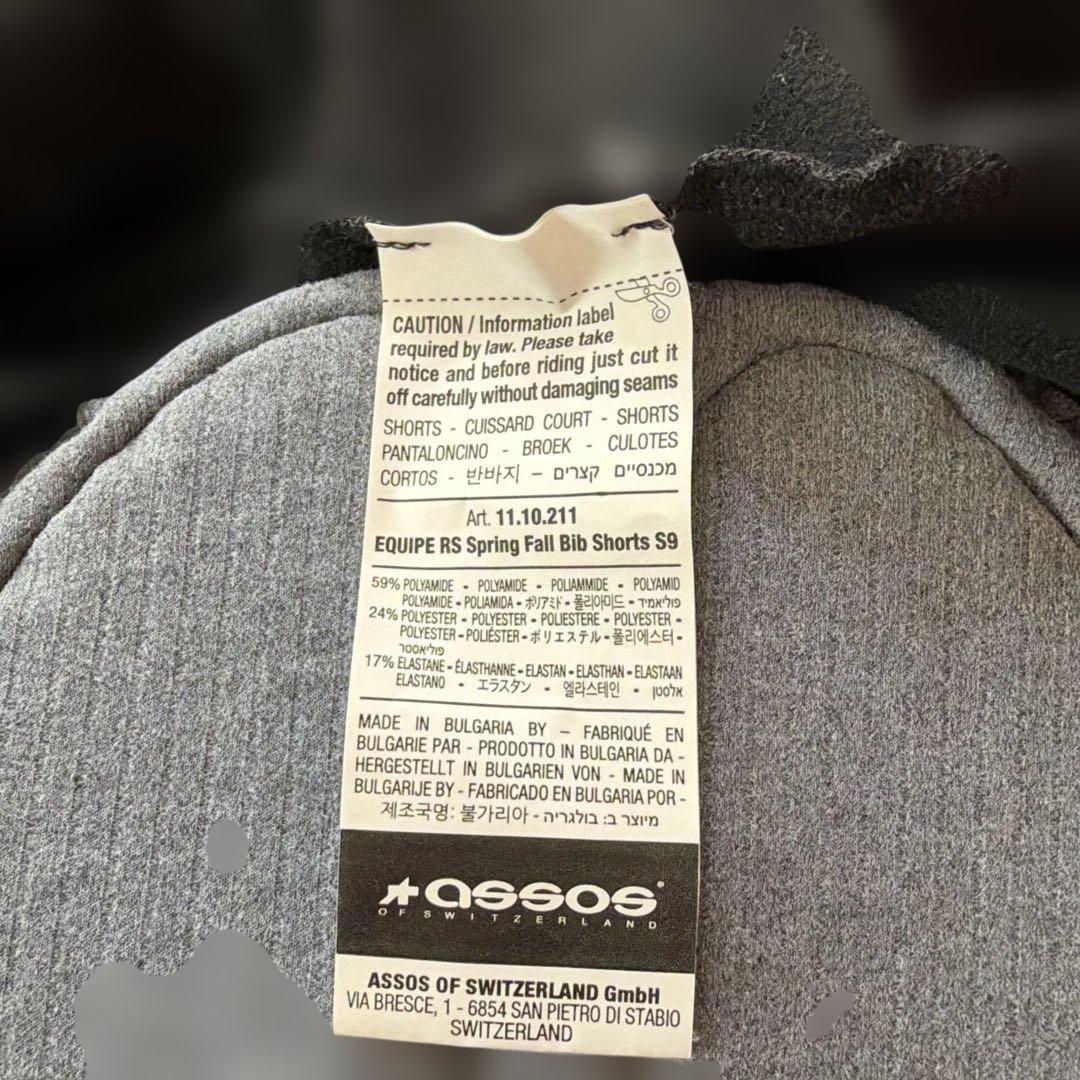 CAUTION / Information label
required by law. Please take
notice and before riding just cut it
off carefully without damaging seams
SHORTS - CUISSARD COURT - SHORTS
PANTALONCINO - BROEK - CULOTES
CORTOS - 반바지 - מכנסיים קצרים
Art. 11.10.211
EQUIPE RS Spring Fall Bib Shorts S9
59% POLYAMIDE - POLYAMIDE - POLIAMMIDE - POLYAMID
POLYAMIDE - POLIAMIDA - ポリアミド - 폴리아미드 - פוליאמיד
24% POLYESTER - POLYESTER - POLIESTERE - POLYESTER -
POLYESTER - POLIÉSTER - ポリエステル - 폴리에스터 -
פוליאסטר
17% ELASTANE - ÉLASTHANNE - ELASTAN - ELASTHAN - ELASTAAN
ELASTANO - エラスタン - 엘라스테인 - אלסטן
MADE IN BULGARIA BY – FABRIQUÉ EN
BULGARIE PAR - PRODOTTO IN BULGARIA DA -
HERGESTELLT IN BULGARIEN VON - MADE IN
BULGARIJE BY - FABRICADO EN BULGARIA POR -
제조국명: 불가리아 - מיוצר ב: בולגריה
assos®
OF SWITZERLAND
ASSOS OF SWITZERLAND GmbH
VIA BRESCE, 1 - 6854 SAN PIETRO DI STABIO
SWITZERLAND